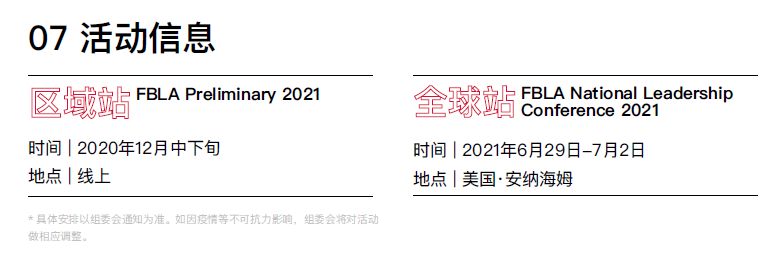 07 活动信息
区域站 FBLA Preliminary 2021
时间 | 2020年12月中下旬
地点 | 线上
* 具体安排以组委会通知为准。如因疫情等不可抗力影响，组委会将对活动
做相应调整。
全球站 FBLA National Leadership
Conference 2021
时间 | 2021年6月29日–7月2日
地点 | 美国·安纳海姆